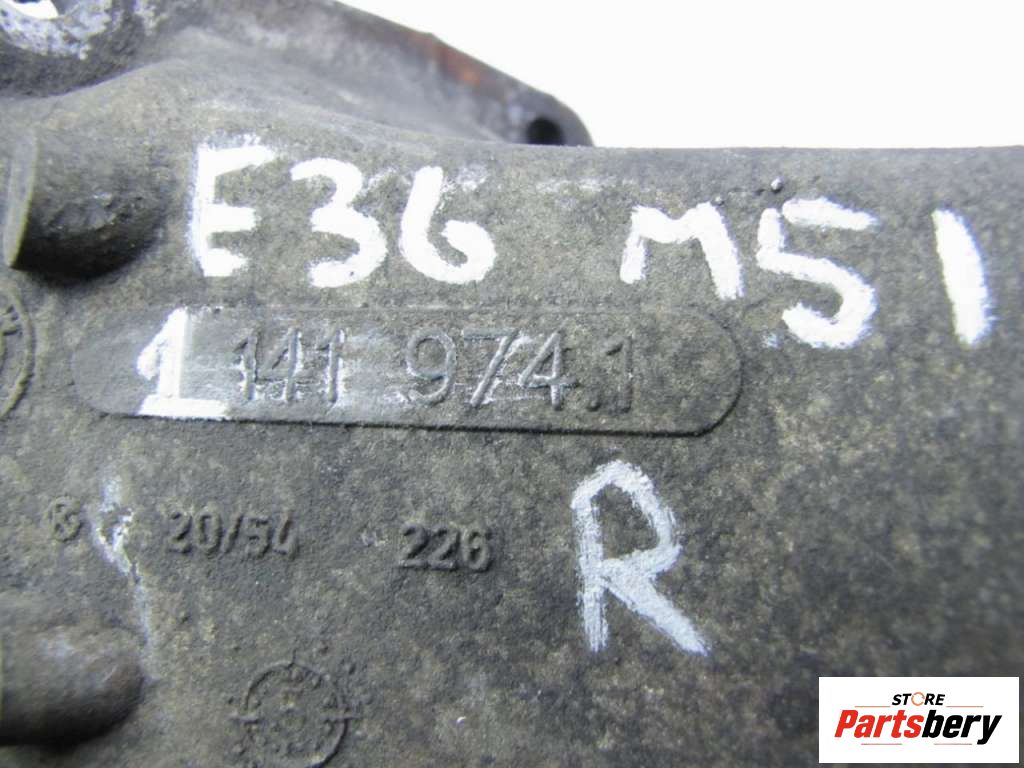 E36 M51
1 141 974.1
20/54 226
R
STORE
Partsbery